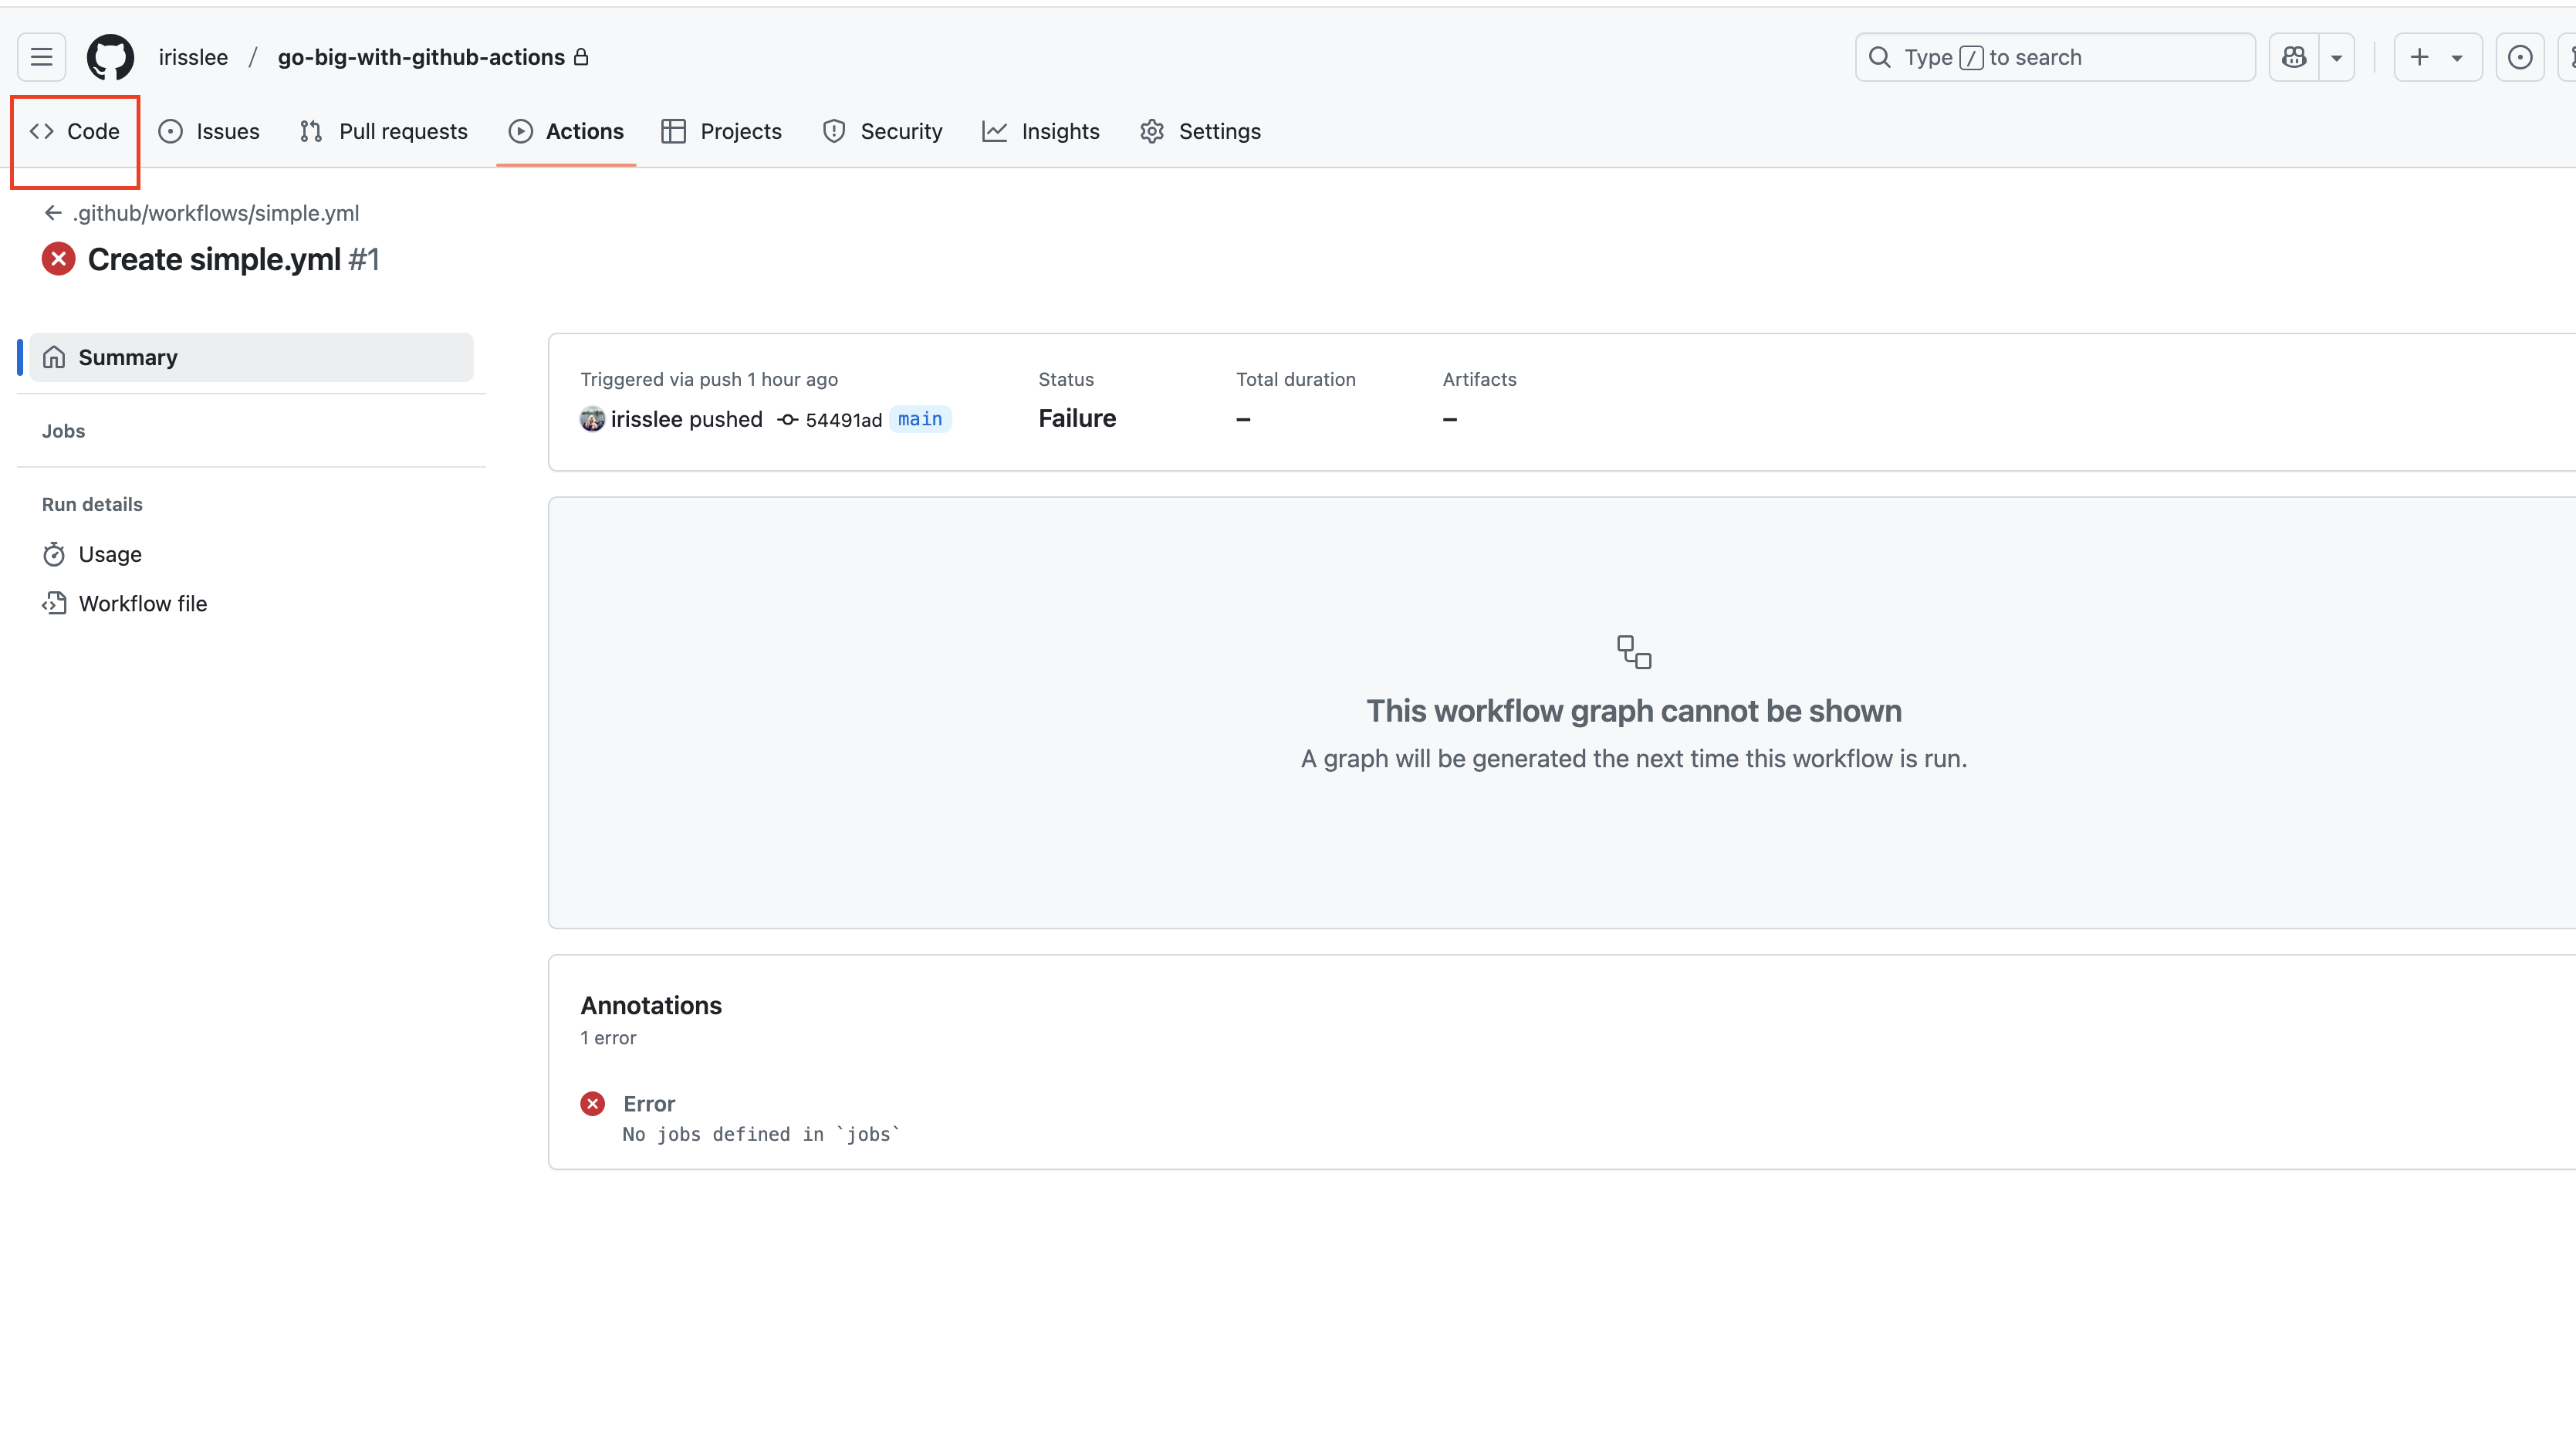 irisslee / go-big-with-github-actions
Type / to search
Code Issues Pull requests Actions Projects Security Insights Settings
.github/workflows/simple.yml
Create simple.yml #1
Summary
Jobs
Run details
Usage
Workflow file
Triggered via push 1 hour ago
irisslee pushed 54491ad main
Status
Failure
Total duration
–
Artifacts
–
This workflow graph cannot be shown
A graph will be generated the next time this workflow is run.
Annotations
1 error
Error
No jobs defined in `jobs`